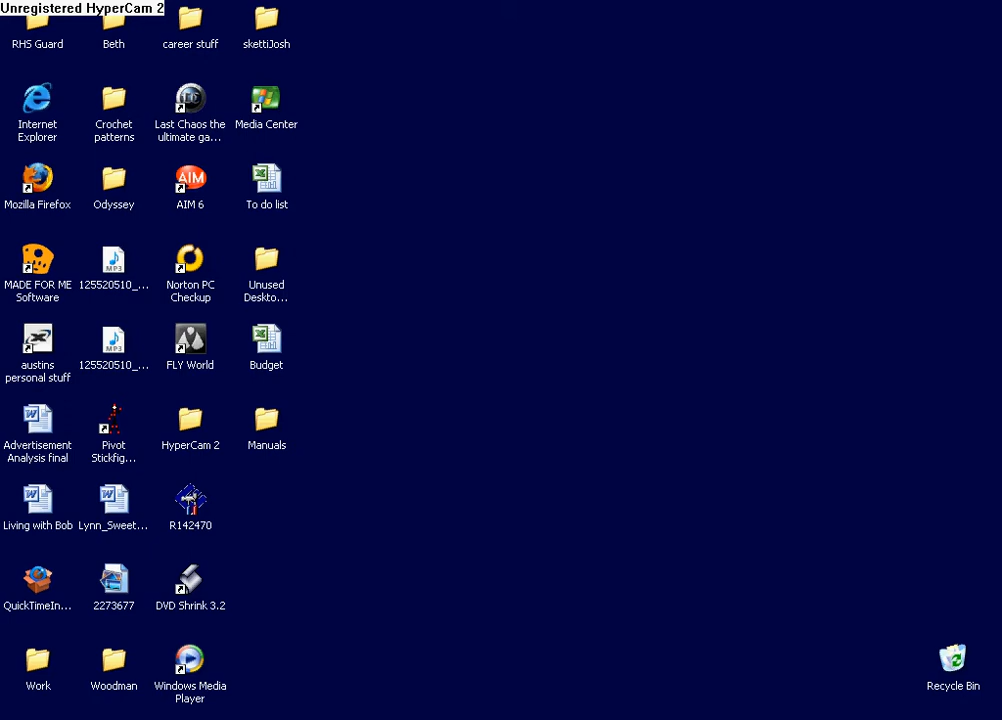 Unregistered HyperCam 2
RHS Guard
Beth
career stuff
skettiJosh
Internet
Explorer
Crochet
patterns
Last Chaos the
ultimate ga...
Media Center
Mozilla Firefox
Odyssey
AIM
AIM 6
To do list
MADE FOR ME
Software
MP3
125520510_...
Norton PC
Checkup
Unused
Deskto...
austins
personal stuff
MP3
125520510_...
FLY World
Budget
Advertisement
Analysis final
Pivot
Stickfig...
HyperCam 2
Manuals
Living with Bob
Lynn_Sweet...
R142470
QuickTimeIn...
2273677
DVD Shrink 3.2
Work
Woodman
Windows Media
Player
Recycle Bin